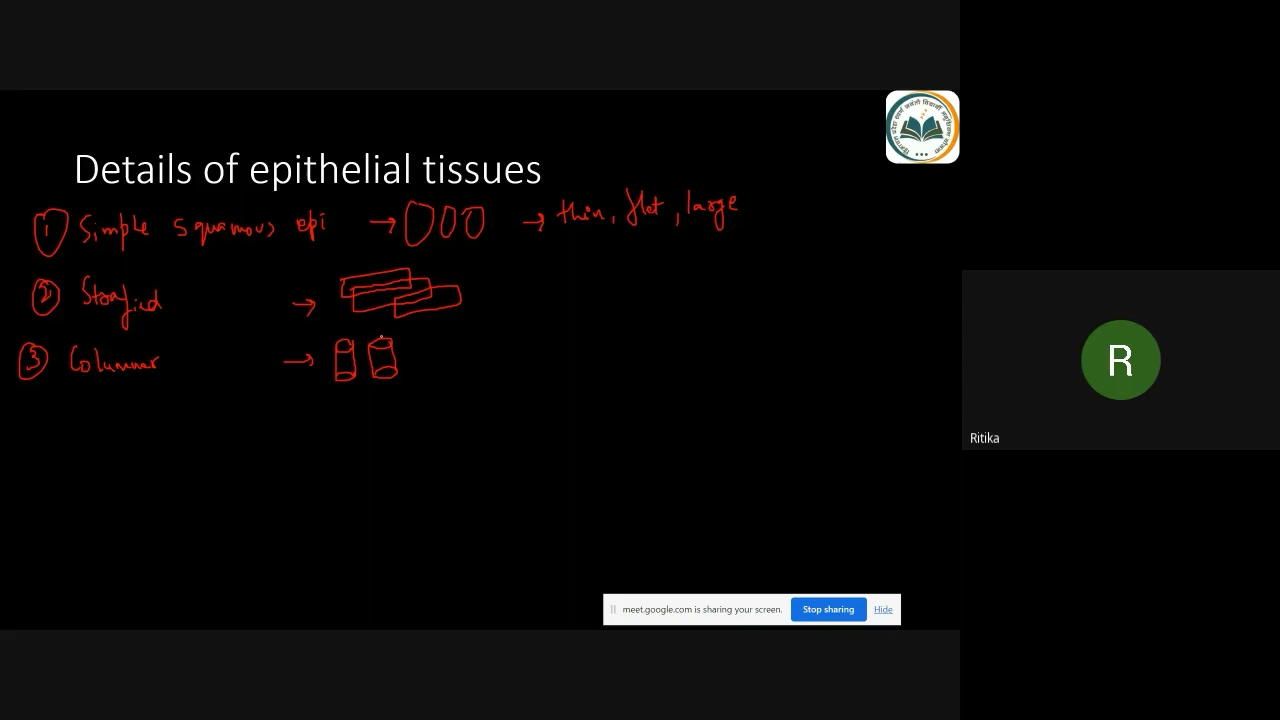 Details of epithelial tissues
① Simple squamous epi → → thin, flat, large
② →
③ Columnar →
R
Ritika
meet.google.com is sharing your screen. Stop sharing Hide